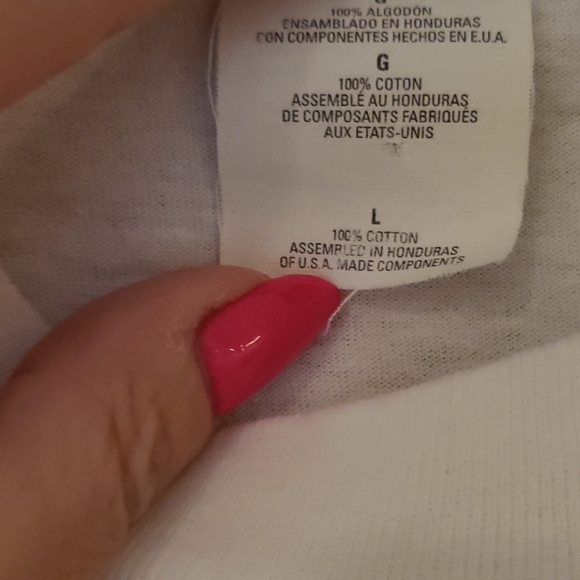 G
100% ALGODÓN
ENSAMBLADO EN HONDURAS
CON COMPONENTES HECHOS EN E.U.A.
G
100% COTON
ASSEMBLÉ AU HONDURAS
DE COMPOSANTS FABRIQUÉS
AUX ETATS-UNIS
L
100% COTTON
ASSEMBLED IN HONDURAS
OF U.S.A. MADE COMPONENTS